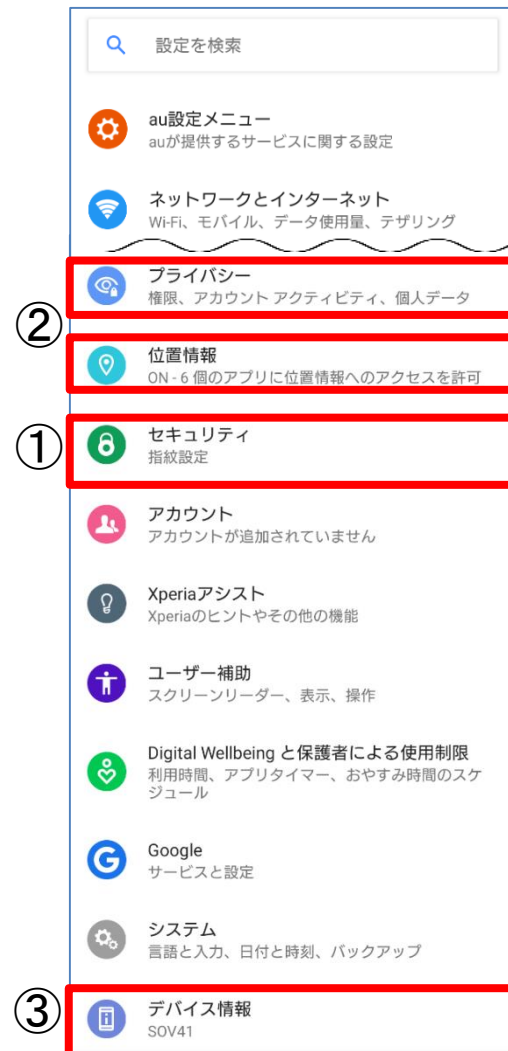 設定を検索
au設定メニュー
auが提供するサービスに関する設定
ネットワークとインターネット
Wi-Fi、モバイル、データ使用量、テザリング
プライバシー
権限、アカウント アクティビティ、個人データ
②
位置情報
ON - 6 個のアプリに位置情報へのアクセスを許可
①
セキュリティ
指紋設定
アカウント
アカウントが追加されていません
Xperiaアシスト
Xperiaのヒントやその他の機能
ユーザー補助
スクリーンリーダー、表示、操作
Digital Wellbeing と保護者による使用制限
利用時間、アプリタイマー、おやすみ時間のスケ
ジュール
Google
サービスと設定
システム
言語と入力、日付と時刻、バックアップ
③
デバイス情報
SOV41